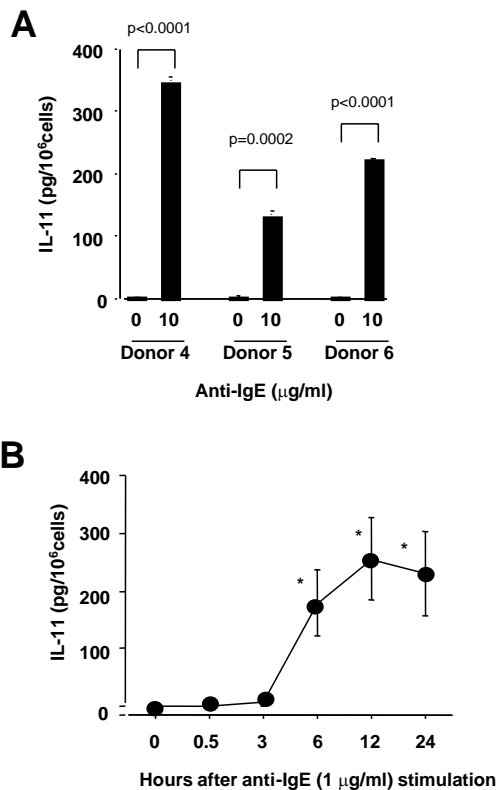 A
p<0.0001
p=0.0002
p<0.0001
IL-11 (pg/10⁶cells)
400
300
200
100
0
0 10 0 10 0 10
Donor 4 Donor 5 Donor 6
Anti-IgE (μg/ml)
B
IL-11 (pg/10⁶cells)
400
300
200
100
0
* * *
0 0.5 3 6 12 24
Hours after anti-IgE (1 μg/ml) stimulation